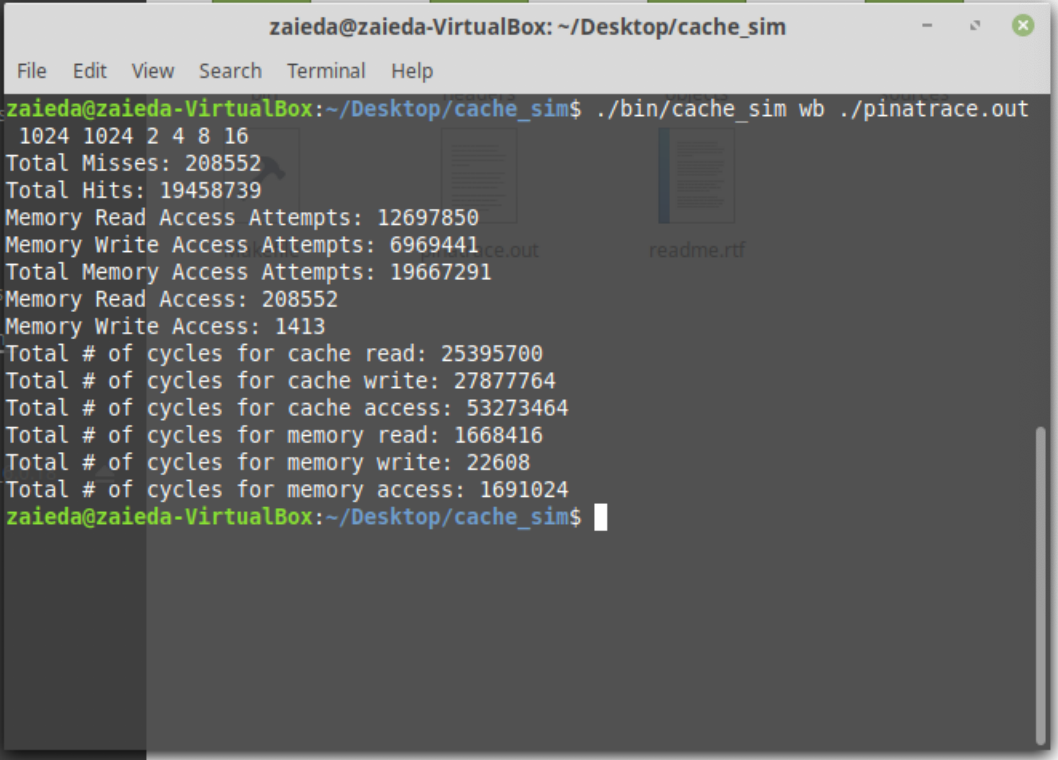 zaieda@zaieda-VirtualBox: ~/Desktop/cache_sim
File Edit View Search Terminal Help
zaieda@zaieda-VirtualBox:~/Desktop/cache_sim$ ./bin/cache_sim wb ./pinatrace.out
1024 1024 2 4 8 16
Total Misses: 208552
Total Hits: 19458739
Memory Read Access Attempts: 12697850
Memory Write Access Attempts: 6969441
Total Memory Access Attempts: 19667291
Memory Read Access: 208552
Memory Write Access: 1413
Total # of cycles for cache read: 25395700
Total # of cycles for cache write: 27877764
Total # of cycles for cache access: 53273464
Total # of cycles for memory read: 1668416
Total # of cycles for memory write: 22608
Total # of cycles for memory access: 1691024
zaieda@zaieda-VirtualBox:~/Desktop/cache_sim$
readme.rtf